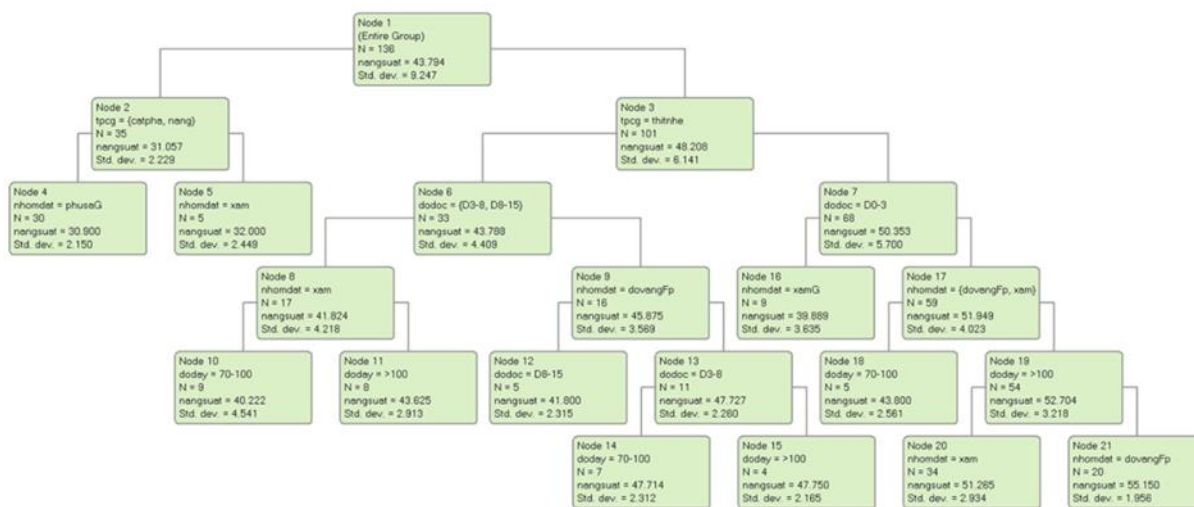 Node 1
(Entire Group)
N = 136
nangsuat = 43.794
Std. dev. = 9.247
Node 2
tpcg = {catpha, nang}
N = 35
nangsuat = 31.057
Std. dev. = 2.229
Node 3
tpcg = thitnhe
N = 101
nangsuat = 48.208
Std. dev. = 6.141
Node 4
nhomdat = phusaG
N = 30
nangsuat = 30.900
Std. dev. = 2.150
Node 5
nhomdat = xam
N = 5
nangsuat = 32.000
Std. dev. = 2.449
Node 6
dodoc = {D3-8, D8-15}
N = 33
nangsuat = 43.788
Std. dev. = 4.409
Node 7
dodoc = D0-3
N = 68
nangsuat = 50.353
Std. dev. = 5.700
Node 8
nhomdat = xam
N = 17
nangsuat = 41.824
Std. dev. = 4.218
Node 9
nhomdat = dovangFp
N = 16
nangsuat = 45.875
Std. dev. = 3.569
Node 16
nhomdat = xamG
N = 9
nangsuat = 39.889
Std. dev. = 3.635
Node 17
nhomdat = {dovangFp, xam}
N = 59
nangsuat = 51.949
Std. dev. = 4.023
Node 10
doday = 70-100
N = 9
nangsuat = 40.222
Std. dev. = 4.541
Node 11
doday = >100
N = 8
nangsuat = 43.625
Std. dev. = 2.913
Node 12
dodoc = D8-15
N = 5
nangsuat = 41.800
Std. dev. = 2.315
Node 13
dodoc = D3-8
N = 11
nangsuat = 47.727
Std. dev. = 2.260
Node 18
doday = 70-100
N = 5
nangsuat = 43.800
Std. dev. = 2.561
Node 19
doday = >100
N = 54
nangsuat = 52.704
Std. dev. = 3.218
Node 14
doday = 70-100
N = 7
nangsuat = 47.714
Std. dev. = 2.312
Node 15
doday = >100
N = 4
nangsuat = 47.750
Std. dev. = 2.165
Node 20
nhomdat = xam
N = 34
nangsuat = 51.265
Std. dev. = 2.934
Node 21
nhomdat = dovangFp
N = 20
nangsuat = 55.150
Std. dev. = 1.956